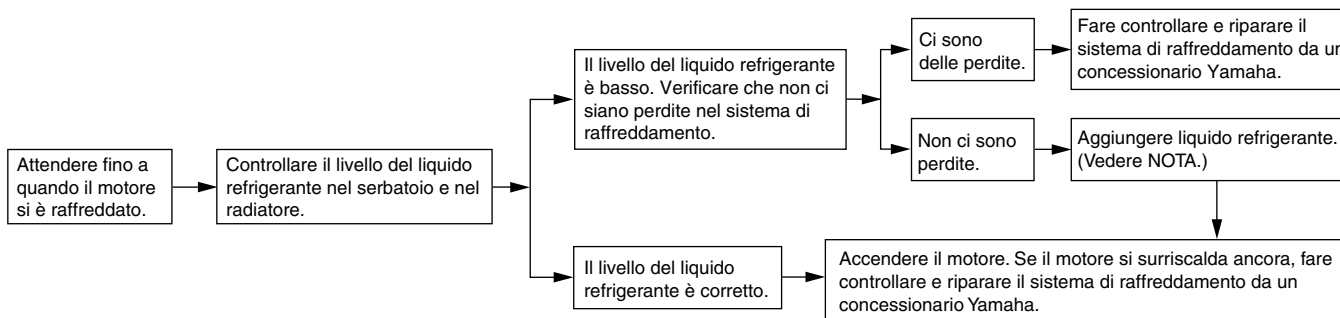 Attendere fino a
quando il motore
si è raffreddato.
Controllare il livello del liquido
refrigerante nel serbatoio e nel
radiatore.
Il livello del liquido refrigerante
è basso. Verificare che non ci
siano perdite nel sistema di
raffreddamento.
Ci sono
delle perdite.
Fare controllare e riparare il
sistema di raffreddamento da un
concessionario Yamaha.
Non ci sono
perdite.
Aggiungere liquido refrigerante.
(Vedere NOTA.)
Il livello del liquido
refrigerante è corretto.
Accendere il motore. Se il motore si surriscalda ancora, fare
controllare e riparare il sistema di raffreddamento da un
concessionario Yamaha.